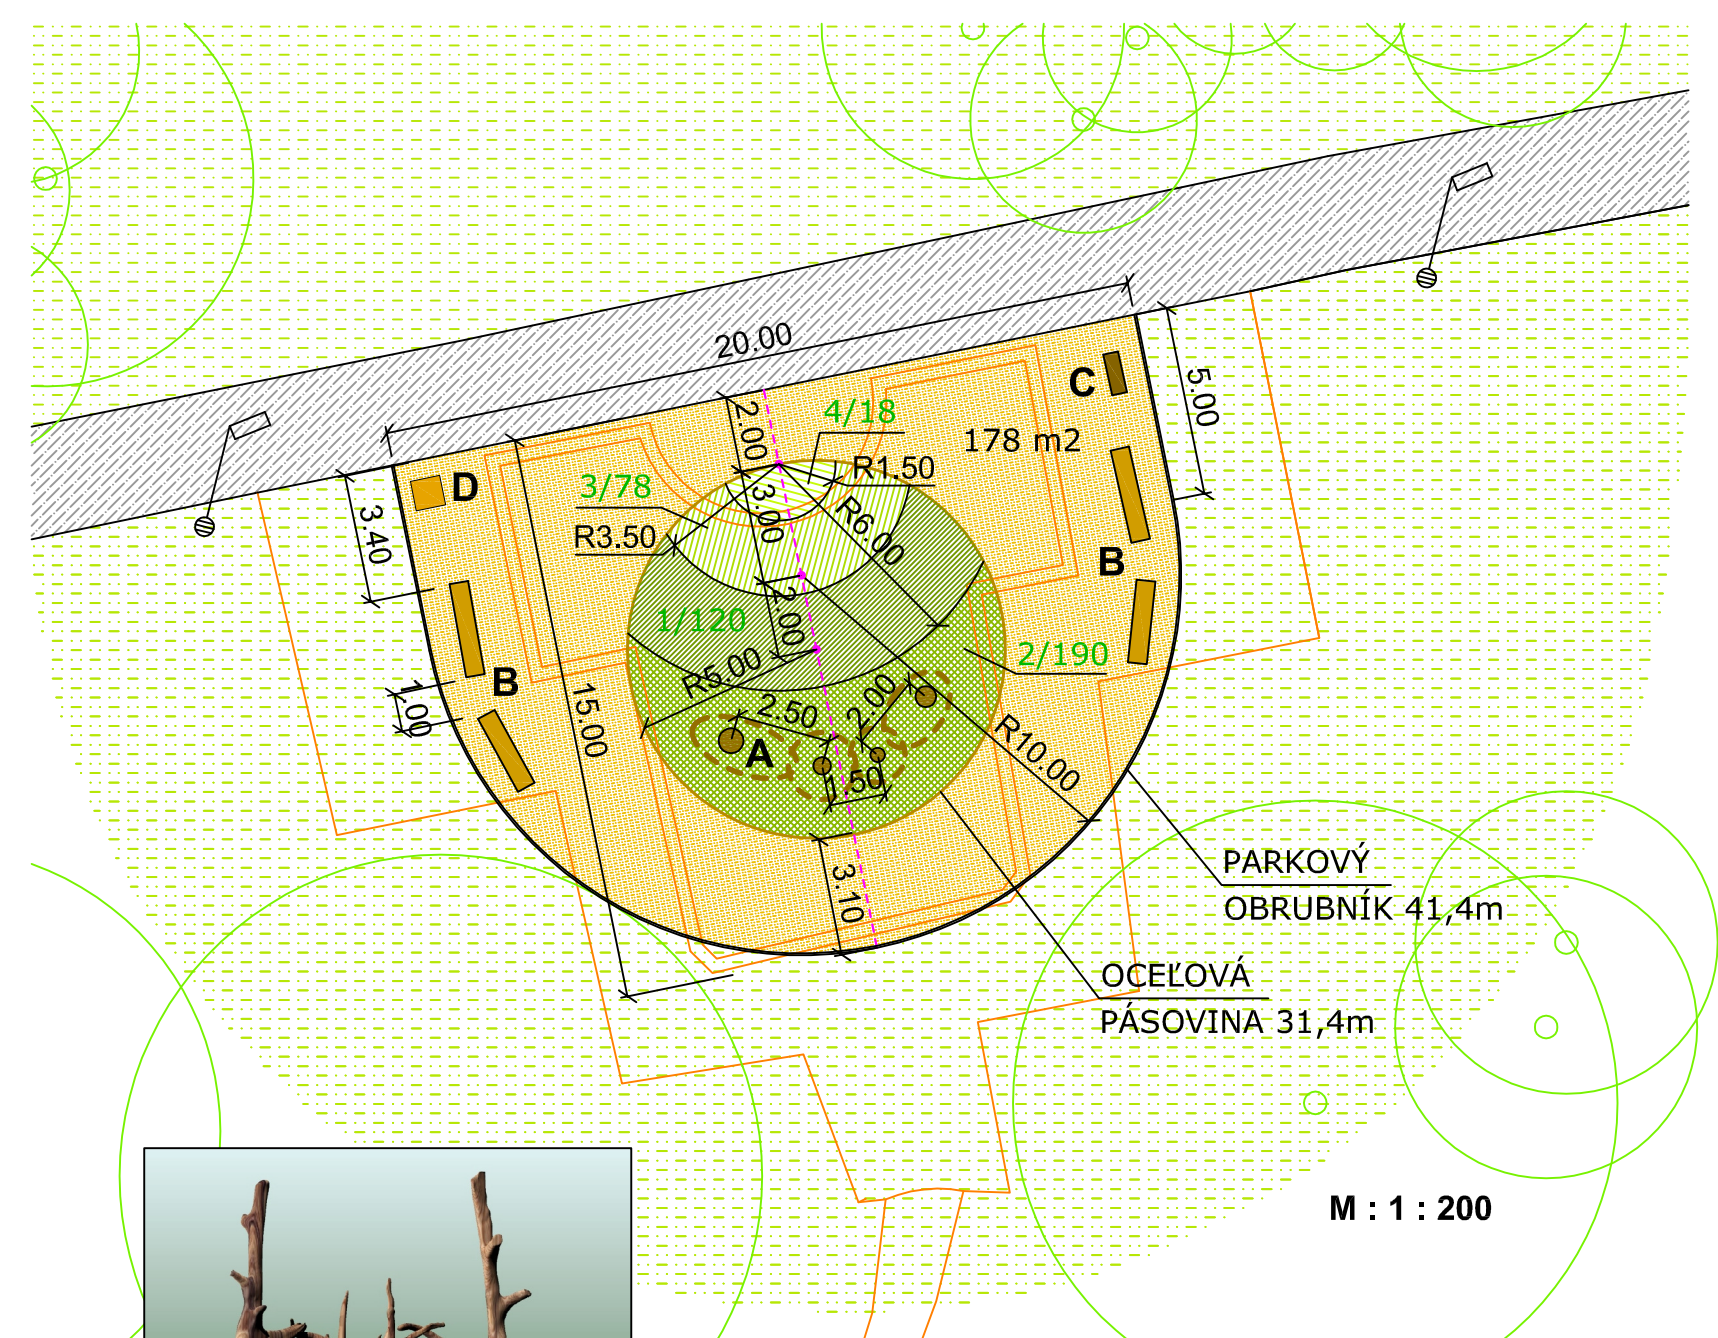 20.00
5.00
C
2.00
4/18
178 m2
R1.50
3/78
D
3.00
R6.00
3.40
R3.50
B
2.00
1/120
2/190
R5.00
B
1.00
15.00
2.50
2.00
R10.00
A
1.50
3.10
PARKOVÝ
OBRUBNÍK 41,4m
OCEĽOVÁ
PÁSOVINA 31,4m
M : 1 : 200